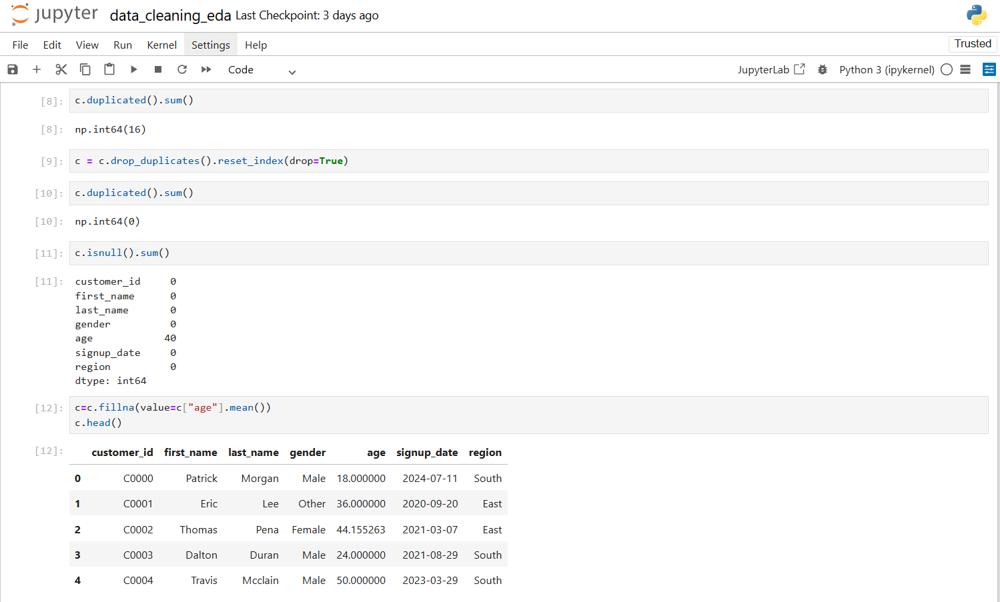 jupyter data_cleaning_eda Last Checkpoint: 3 days ago
File Edit View Run Kernel Settings Help Trusted
Code JupyterLab Python 3 (ipykernel)
[8]: c.duplicated().sum()
[8]: np.int64(16)
[9]: c = c.drop_duplicates().reset_index(drop=True)
[10]: c.duplicated().sum()
[10]: np.int64(0)
[11]: c.isnull().sum()
[11]: customer_id 0
first_name 0
last_name 0
gender 0
age 40
signup_date 0
region 0
dtype: int64
[12]: c=c.fillna(value=c["age"].mean())
c.head()
[12]: customer_id first_name last_name gender age signup_date region
0 C0000 Patrick Morgan Male 18.000000 2024-07-11 South
1 C0001 Eric Lee Other 36.000000 2020-09-20 East
2 C0002 Thomas Pena Female 44.155263 2021-03-07 East
3 C0003 Dalton Duran Male 24.000000 2021-08-29 South
4 C0004 Travis Mcclain Male 50.000000 2023-03-29 South